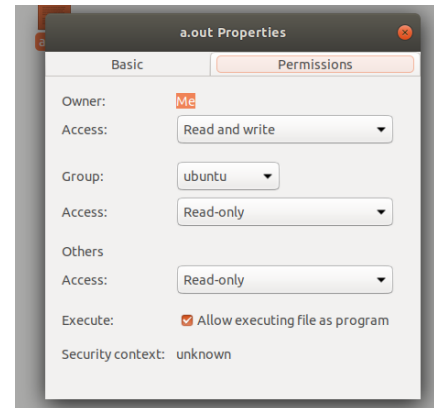 a.out Properties
Basic Permissions
Owner: Me
Access: Read and write
Group: ubuntu
Access: Read-only
Others
Access: Read-only
Execute: Allow executing file as program
Security context: unknown